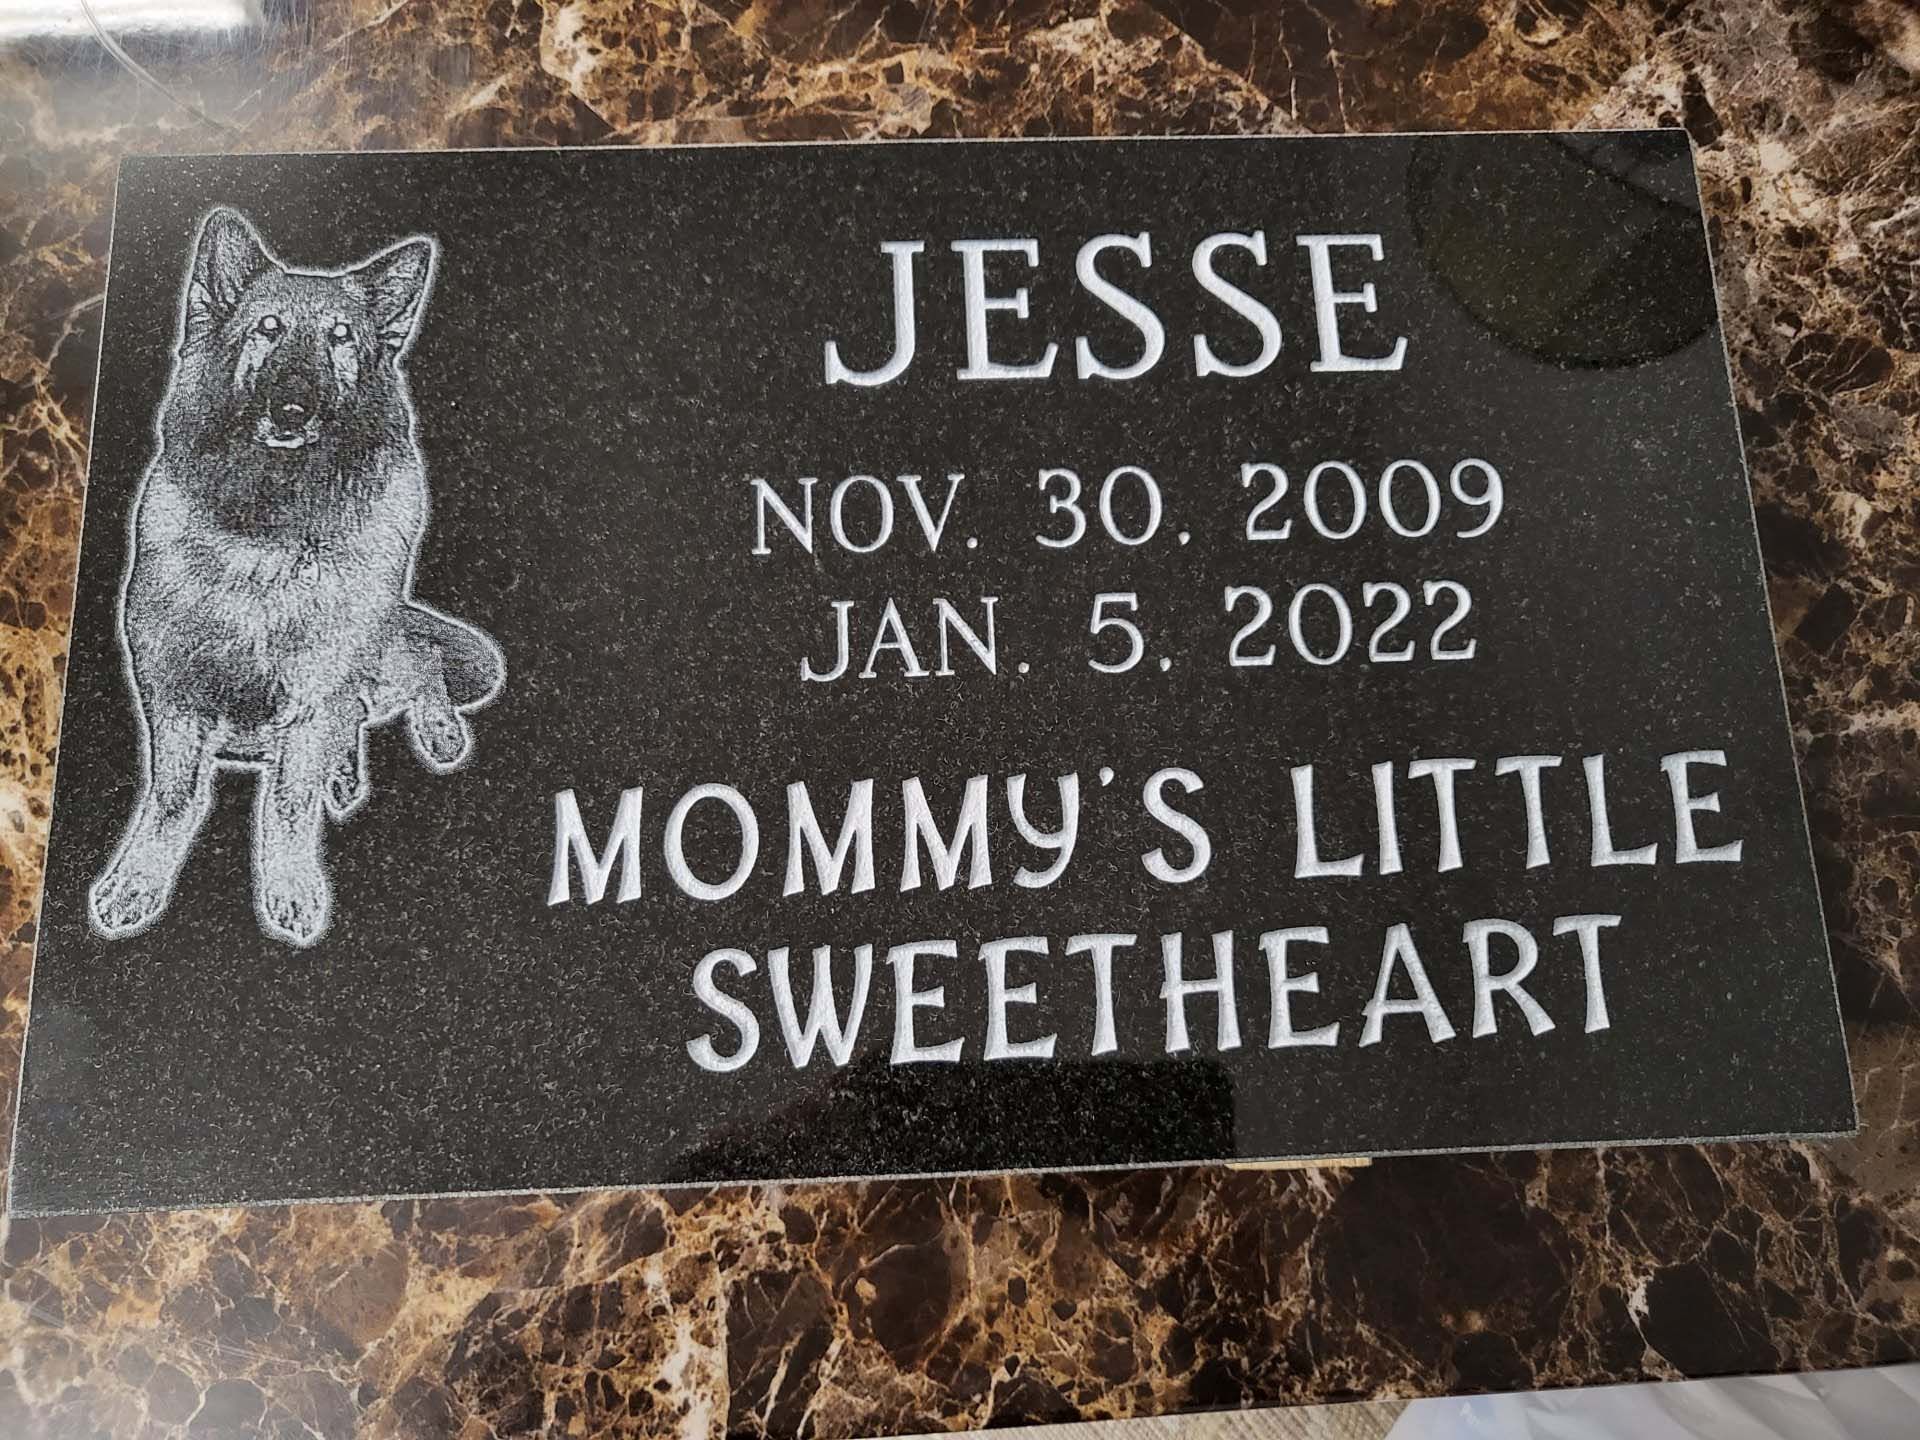 JESSE
NOV. 30, 2009
JAN. 5, 2022
MOMMY'S LITTLE
SWEETHEART